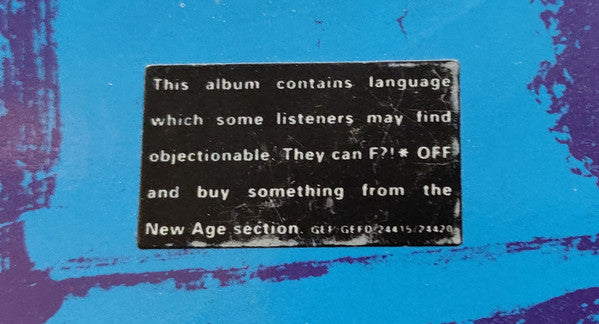 This album contains language
which some listeners may find
objectionable. They can F?!* OFF
and buy something from the
New Age section. GEF/GEFD 24415/24420